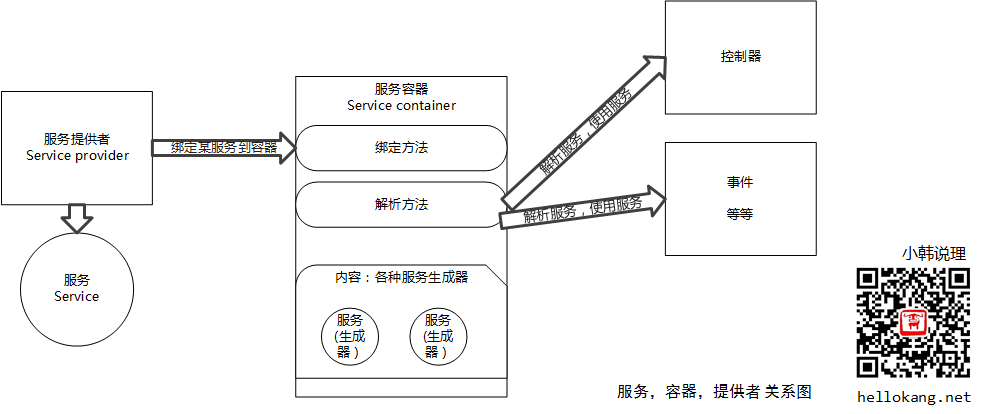 服务提供者
Service provider
绑定某服务到容器
服务
Service
服务容器
Service container
绑定方法
解析方法
内容：各种服务生成器
服务
(生成
器）
服务
(生成
器）
解析服务，使用服务
解析服务，使用服务
控制器
事件
等等
小韩说理
hellokang.net
服务，容器，提供者 关系图